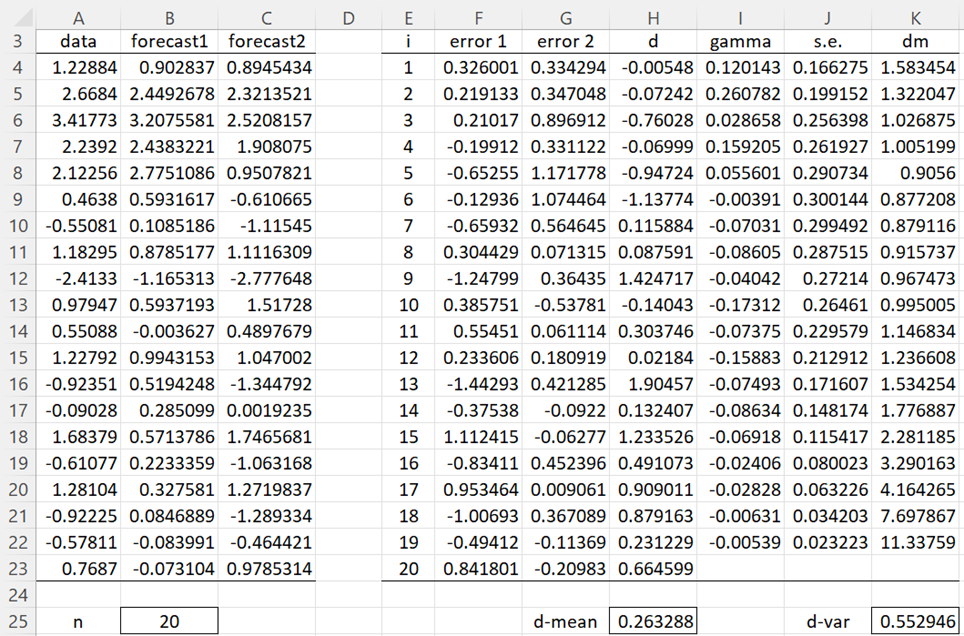 A B C D E F G H I J K
3 data forecast1 forecast2 i error 1 error 2 d gamma s.e. dm
4 1.22884 0.902837 0.8945434 1 0.326001 0.334294 -0.00548 0.120143 0.166275 1.583454
5 2.6684 2.4492678 2.3213521 2 0.219133 0.347048 -0.07242 0.260782 0.199152 1.322047
6 3.41773 3.2075581 2.5208157 3 0.21017 0.896912 -0.76028 0.028658 0.256398 1.026875
7 2.2392 2.4383221 1.908075 4 -0.19912 0.331122 -0.06999 0.159205 0.261927 1.005199
8 2.12256 2.7751086 0.9507821 5 -0.65255 1.171778 -0.94724 0.055601 0.290734 0.9056
9 0.4638 0.5931617 -0.610665 6 -0.12936 1.074464 -1.13774 -0.00391 0.300144 0.877208
10 -0.55081 0.1085186 -1.11545 7 -0.65932 0.564645 0.115884 -0.07031 0.299492 0.879116
11 1.18295 0.8785177 1.1116309 8 0.304429 0.071315 0.087591 -0.08605 0.287515 0.915737
12 -2.4133 -1.165313 -2.777648 9 -1.24799 0.36435 1.424717 -0.04042 0.27214 0.967473
13 0.97947 0.5937193 1.51728 10 0.385751 -0.53781 -0.14043 -0.17312 0.26461 0.995005
14 0.55088 -0.003627 0.4897679 11 0.55451 0.061114 0.303746 -0.07375 0.229579 1.146834
15 1.22792 0.9943153 1.047002 12 0.233606 0.180919 0.02184 -0.15883 0.212912 1.236608
16 -0.92351 0.5194248 -1.344792 13 -1.44293 0.421285 1.90457 -0.07493 0.171607 1.534254
17 -0.09028 0.285099 0.0019235 14 -0.37538 -0.0922 0.132407 -0.08634 0.148174 1.776887
18 1.68379 0.5713786 1.7465681 15 1.112415 -0.06277 1.233526 -0.06918 0.115417 2.281185
19 -0.61077 0.2233359 -1.063168 16 -0.83411 0.452396 0.491073 -0.02406 0.080023 3.290163
20 1.28104 0.327581 1.2719837 17 0.953464 0.009061 0.909011 -0.02828 0.063226 4.164265
21 -0.92225 0.0846889 -1.289334 18 -1.00693 0.367089 0.879163 -0.00631 0.034203 7.697867
22 -0.57811 -0.083991 -0.464421 19 -0.49412 -0.11369 0.231229 -0.00539 0.023223 11.33759
23 0.7687 -0.073104 0.9785314 20 0.841801 -0.20983 0.664599
24
25 n 20 d-mean 0.263288 d-var 0.552946